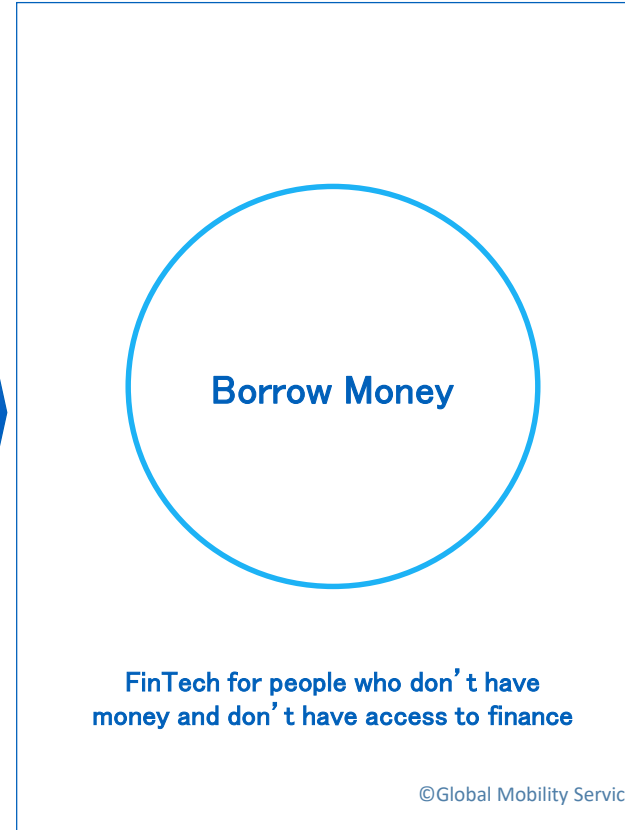 Borrow Money
FinTech for people who don't have
money and don't have access to finance
©Global Mobility Servic